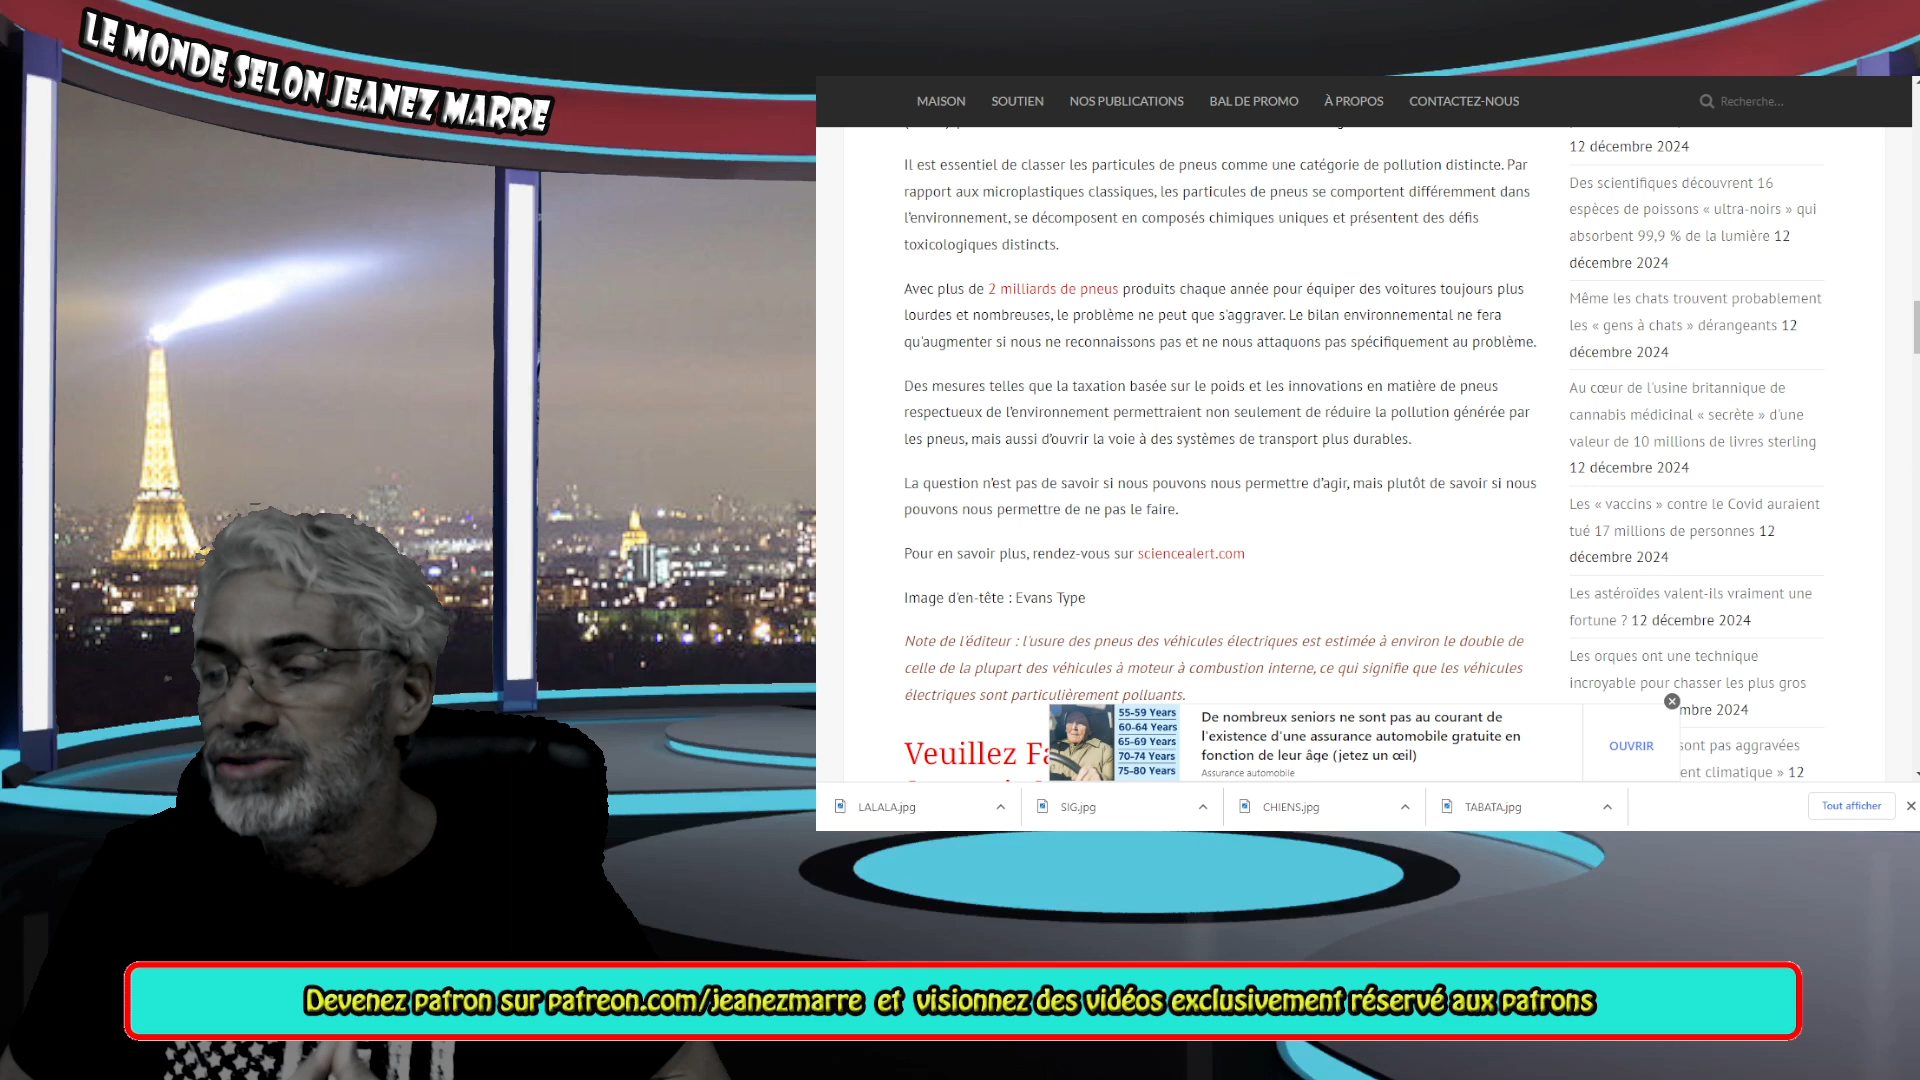 LE MONDE SELON JEANEZ MARRE
MAISON SOUTIEN NOS PUBLICATIONS BAL DE PROMO À PROPOS CONTACTEZ-NOUS Recherche...
Il est essentiel de classer les particules de pneus comme une catégorie de pollution distincte. Par
rapport aux microplastiques classiques, les particules de pneus se comportent différemment dans
l'environnement, se décomposent en composés chimiques uniques et présentent des défis
toxicologiques distincts.
Avec plus de 2 milliards de pneus produits chaque année pour équiper des voitures toujours plus
lourdes et nombreuses, le problème ne peut que s'aggraver. Le bilan environnemental ne fera
qu'augmenter si nous ne reconnaissons pas et ne nous attaquons pas spécifiquement au problème.
Des mesures telles que la taxation basée sur le poids et les innovations en matière de pneus
respectueux de l'environnement permettraient non seulement de réduire la pollution générée par
les pneus, mais aussi d'ouvrir la voie à des systèmes de transport plus durables.
La question n'est pas de savoir si nous pouvons nous permettre d'agir, mais plutôt de savoir si nous
pouvons nous permettre de ne pas le faire.
Pour en savoir plus, rendez-vous sur sciencealert.com
Image d'en-tête : Evans Type
Note de l'éditeur : l'usure des pneus des véhicules électriques est estimée à environ le double de
celle de la plupart des véhicules à moteur à combustion interne, ce qui signifie que les véhicules
électriques sont particulièrement polluants.
Veuillez Fa
12 décembre 2024
Des scientifiques découvrent 16
espèces de poissons « ultra-noirs » qui
absorbent 99,9 % de la lumière 12
décembre 2024
Même les chats trouvent probablement
les « gens à chats » dérangeants 12
décembre 2024
Au cœur de l'usine britannique de
cannabis médicinal « secrète » d'une
valeur de 10 millions de livres sterling
12 décembre 2024
Les « vaccins » contre le Covid auraient
tué 17 millions de personnes 12
décembre 2024
Les astéroïdes valent-ils vraiment une
fortune ? 12 décembre 2024
Les orques ont une technique
incroyable pour chasser les plus gros
mbre 2024
sont pas aggravées
ent climatique » 12
55-59 Years
60-64 Years
65-69 Years
70-74 Years
75-80 Years
De nombreux seniors ne sont pas au courant de
l'existence d'une assurance automobile gratuite en
fonction de leur âge (jetez un œil)
Assurance automobile
OUVRIR
LALALA.jpg SIG.jpg CHIENS.jpg TABATA.jpg Tout afficher
Devenez patron sur patreon.com/jeanezmarre et visionnez des vidéos exclusivement réservé aux patrons